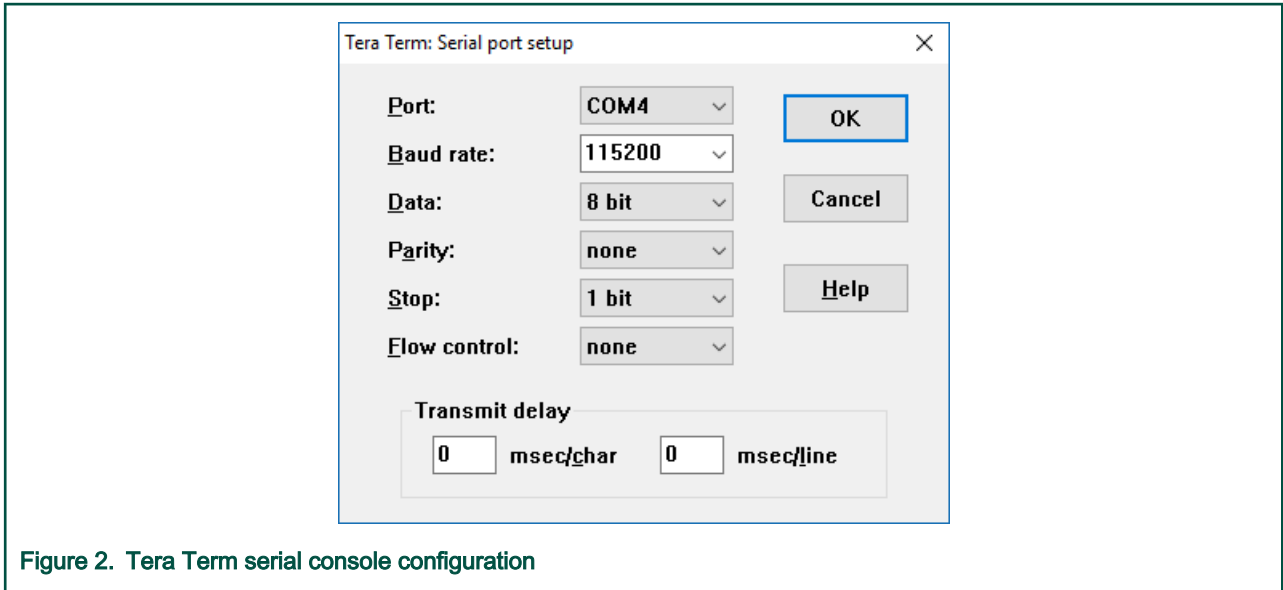 Tera Term: Serial port setup
Port: COM4
OK
Baud rate: 115200
Data: 8 bit
Cancel
Parity: none
Stop: 1 bit
Help
Flow control: none
Transmit delay
0 msec/char 0 msec/line
Figure 2. Tera Term serial console configuration